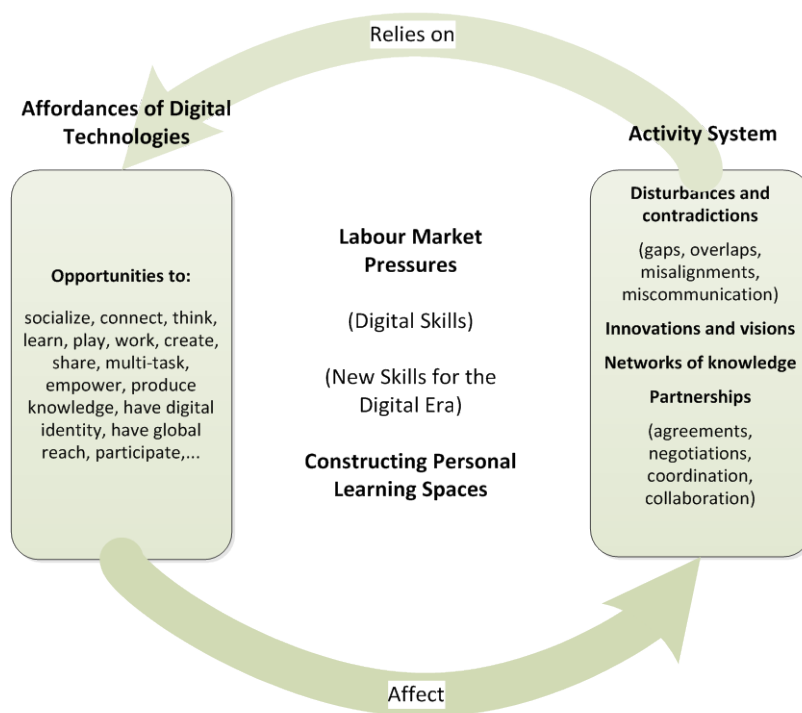 Relies on
Affordances of Digital
Technologies
Opportunities to:
socialize, connect, think,
learn, play, work, create,
share, multi-task,
empower, produce
knowledge, have digital
identity, have global
reach, participate,...
Labour Market
Pressures
(Digital Skills)
(New Skills for the
Digital Era)
Constructing Personal
Learning Spaces
Activity System
Disturbances and
contradictions
(gaps, overlaps,
misalignments,
miscommunication)
Innovations and visions
Networks of knowledge
Partnerships
(agreements,
negotiations,
coordination,
collaboration)
Affect